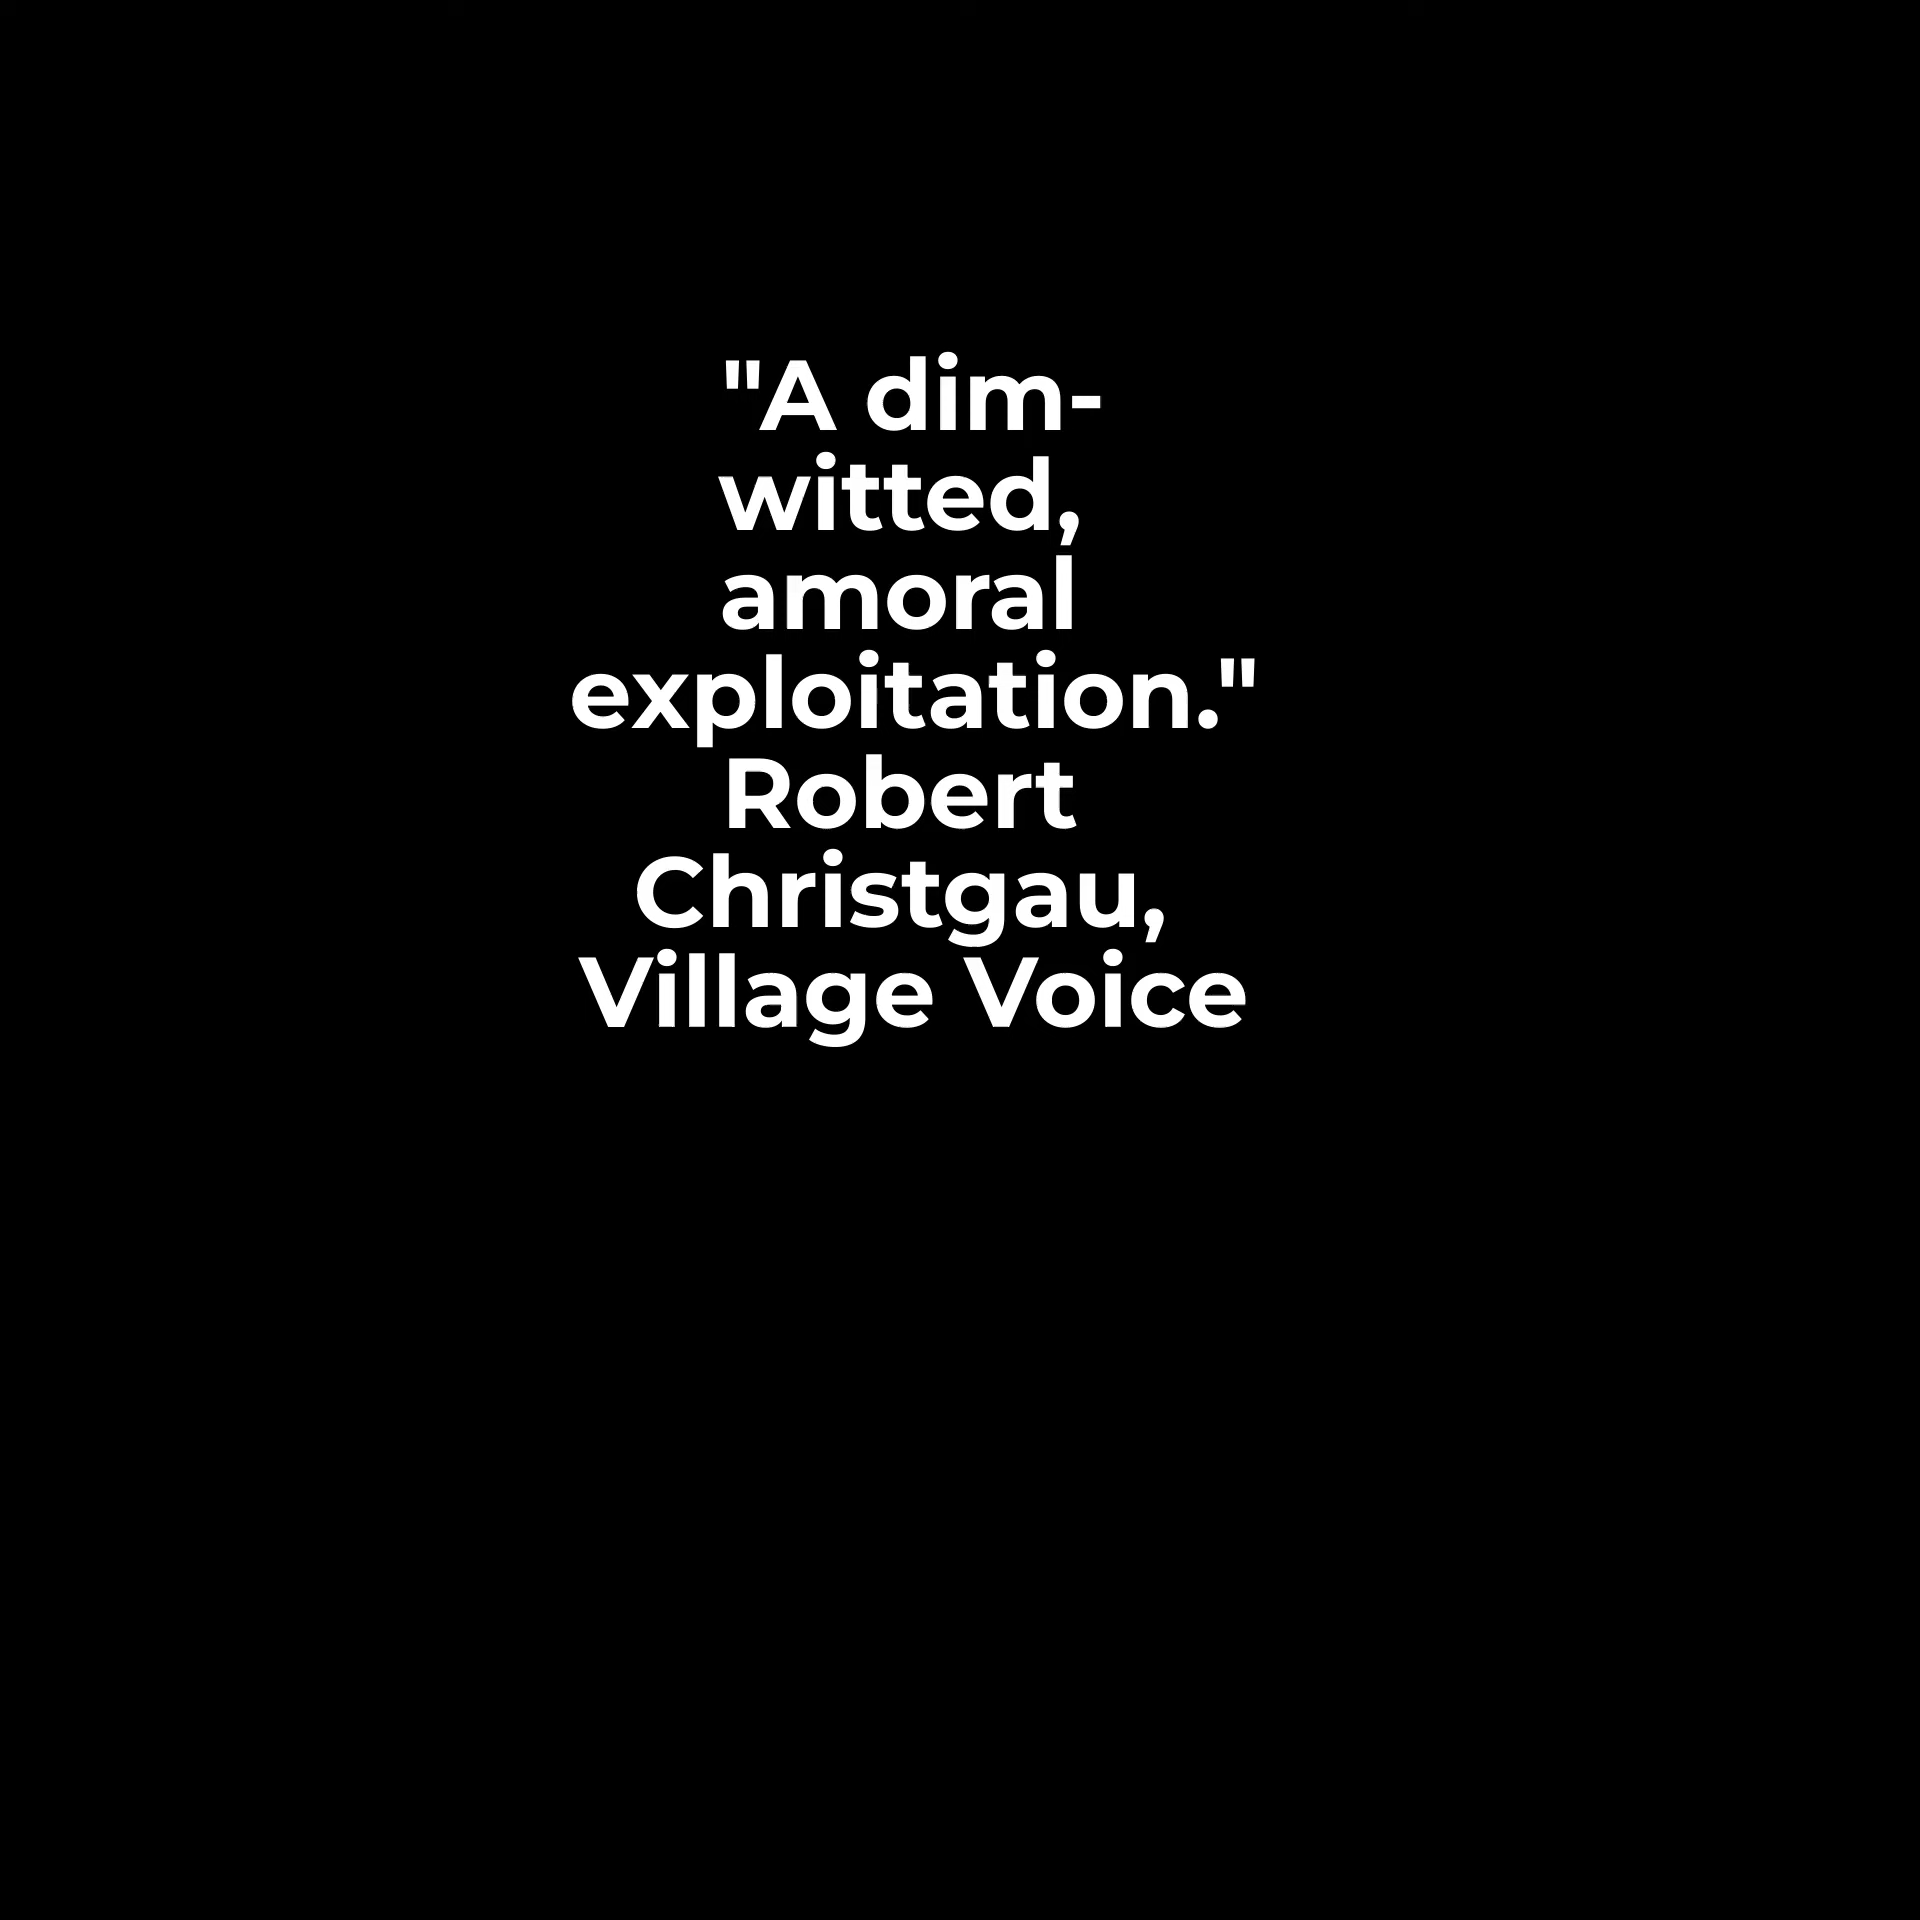 "A dim-
witted,
amoral
exploitation."
Robert
Christgau,
Village Voice